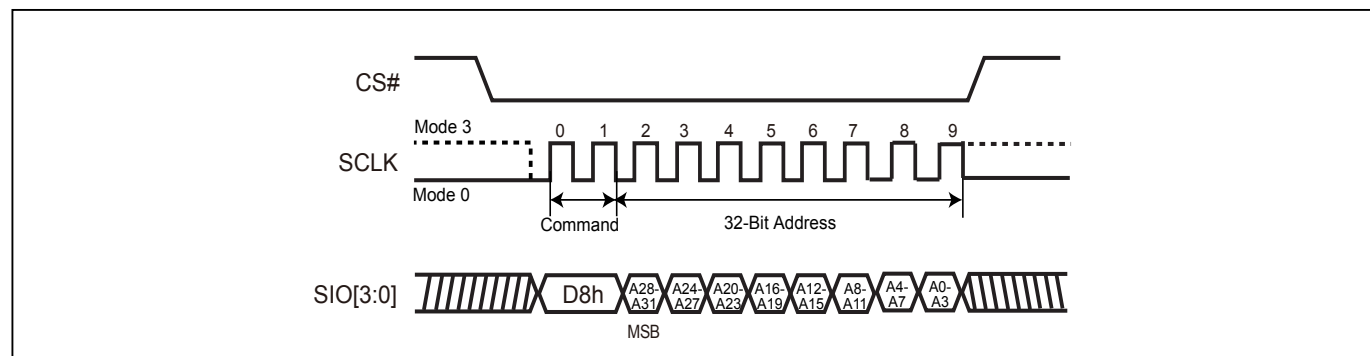 CS#
Mode 3
0 1 2 3 4 5 6 7 8 9
SCLK
Mode 0
Command
32-Bit Address
SIO[3:0]
D8h
A28-
A31
A24-
A27
A20-
A23
A16-
A19
A12-
A15
A8-
A11
A4-
A7
A0-
A3
MSB